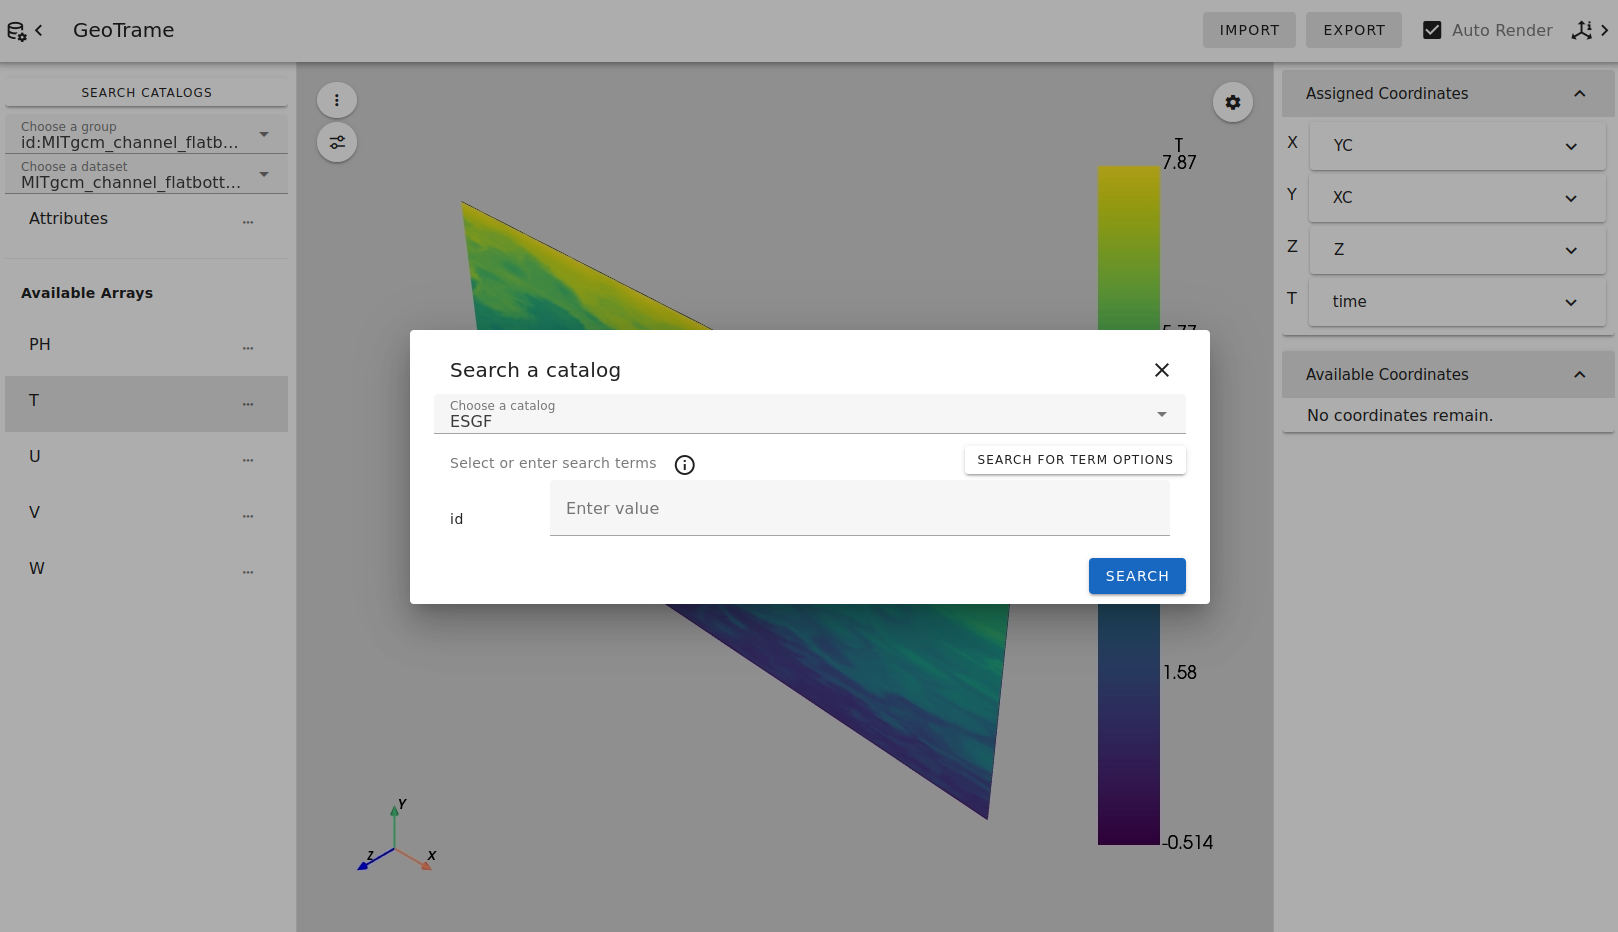 GeoTrame
IMPORT
EXPORT
Auto Render
SEARCH CATALOGS
Choose a group
id:MITgcm_channel_flatb...
Choose a dataset
MITgcm_channel_flatbott...
Attributes
...
Available Arrays
PH
...
T
...
U
...
V
...
W
...
T
7.87
1.58
-0.514
Y
Z
X
Search a catalog
Choose a catalog
ESGF
Select or enter search terms
SEARCH FOR TERM OPTIONS
id
Enter value
SEARCH
Assigned Coordinates
X
YC
Y
XC
Z
Z
T
time
Available Coordinates
No coordinates remain.